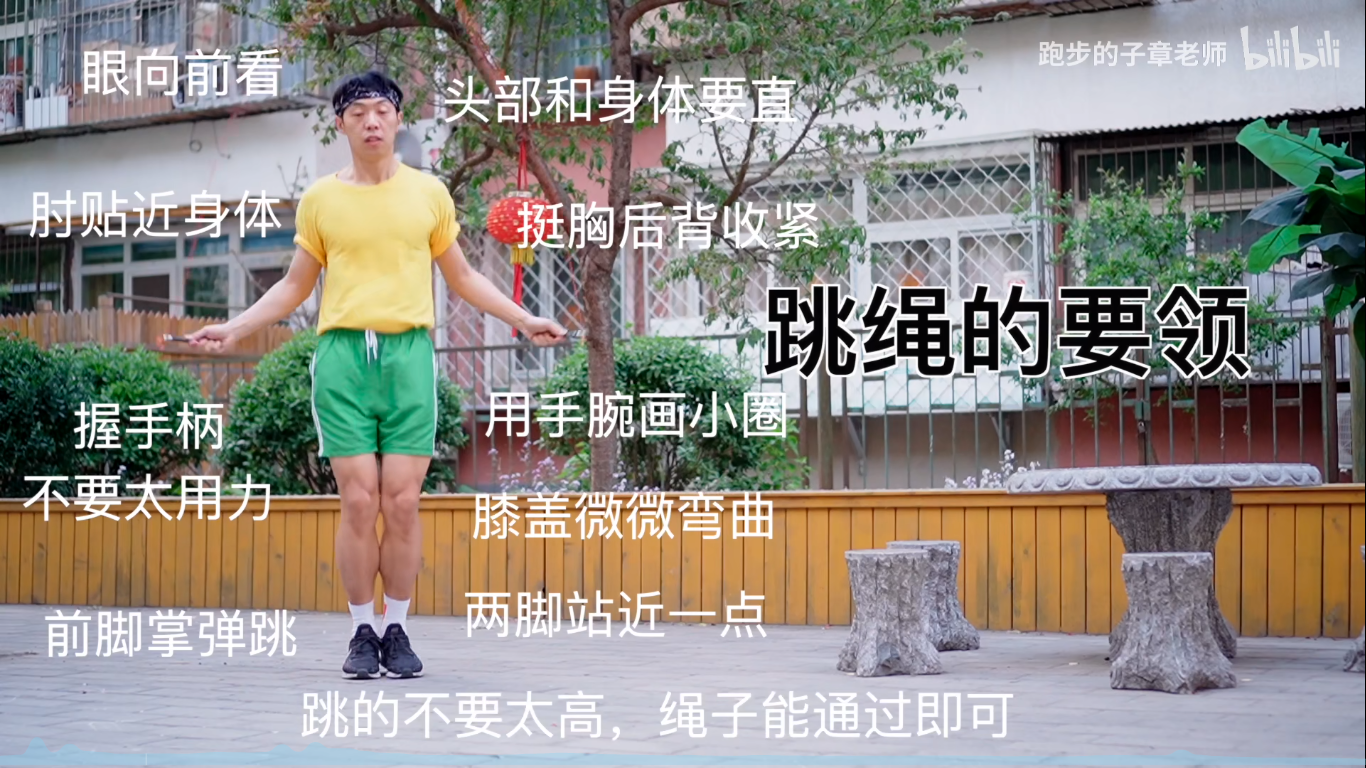 跑步的子章老师 bilibili
眼向前看
头部和身体要直
肘贴近身体
挺胸后背收紧
跳绳的要领
握手柄
不要太用力
用手腕画小圈
膝盖微微弯曲
前脚掌弹跳
两脚站近一点
跳的不要太高，绳子能通过即可